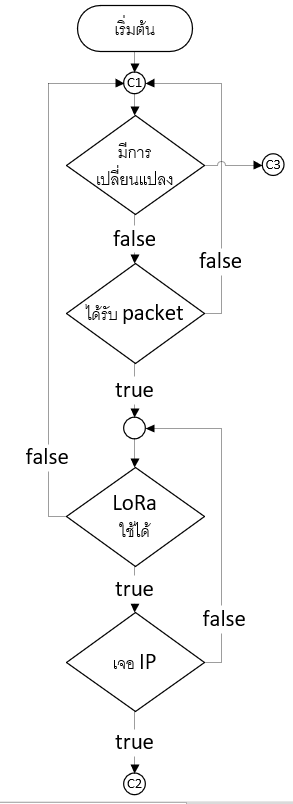 เริ่มต้น
C1
มีการ
เปลี่ยนแปลง
C3
false
false
ได้รับ packet
true
false
LoRa
ใช้ได้
true
false
เจอ IP
true
C2